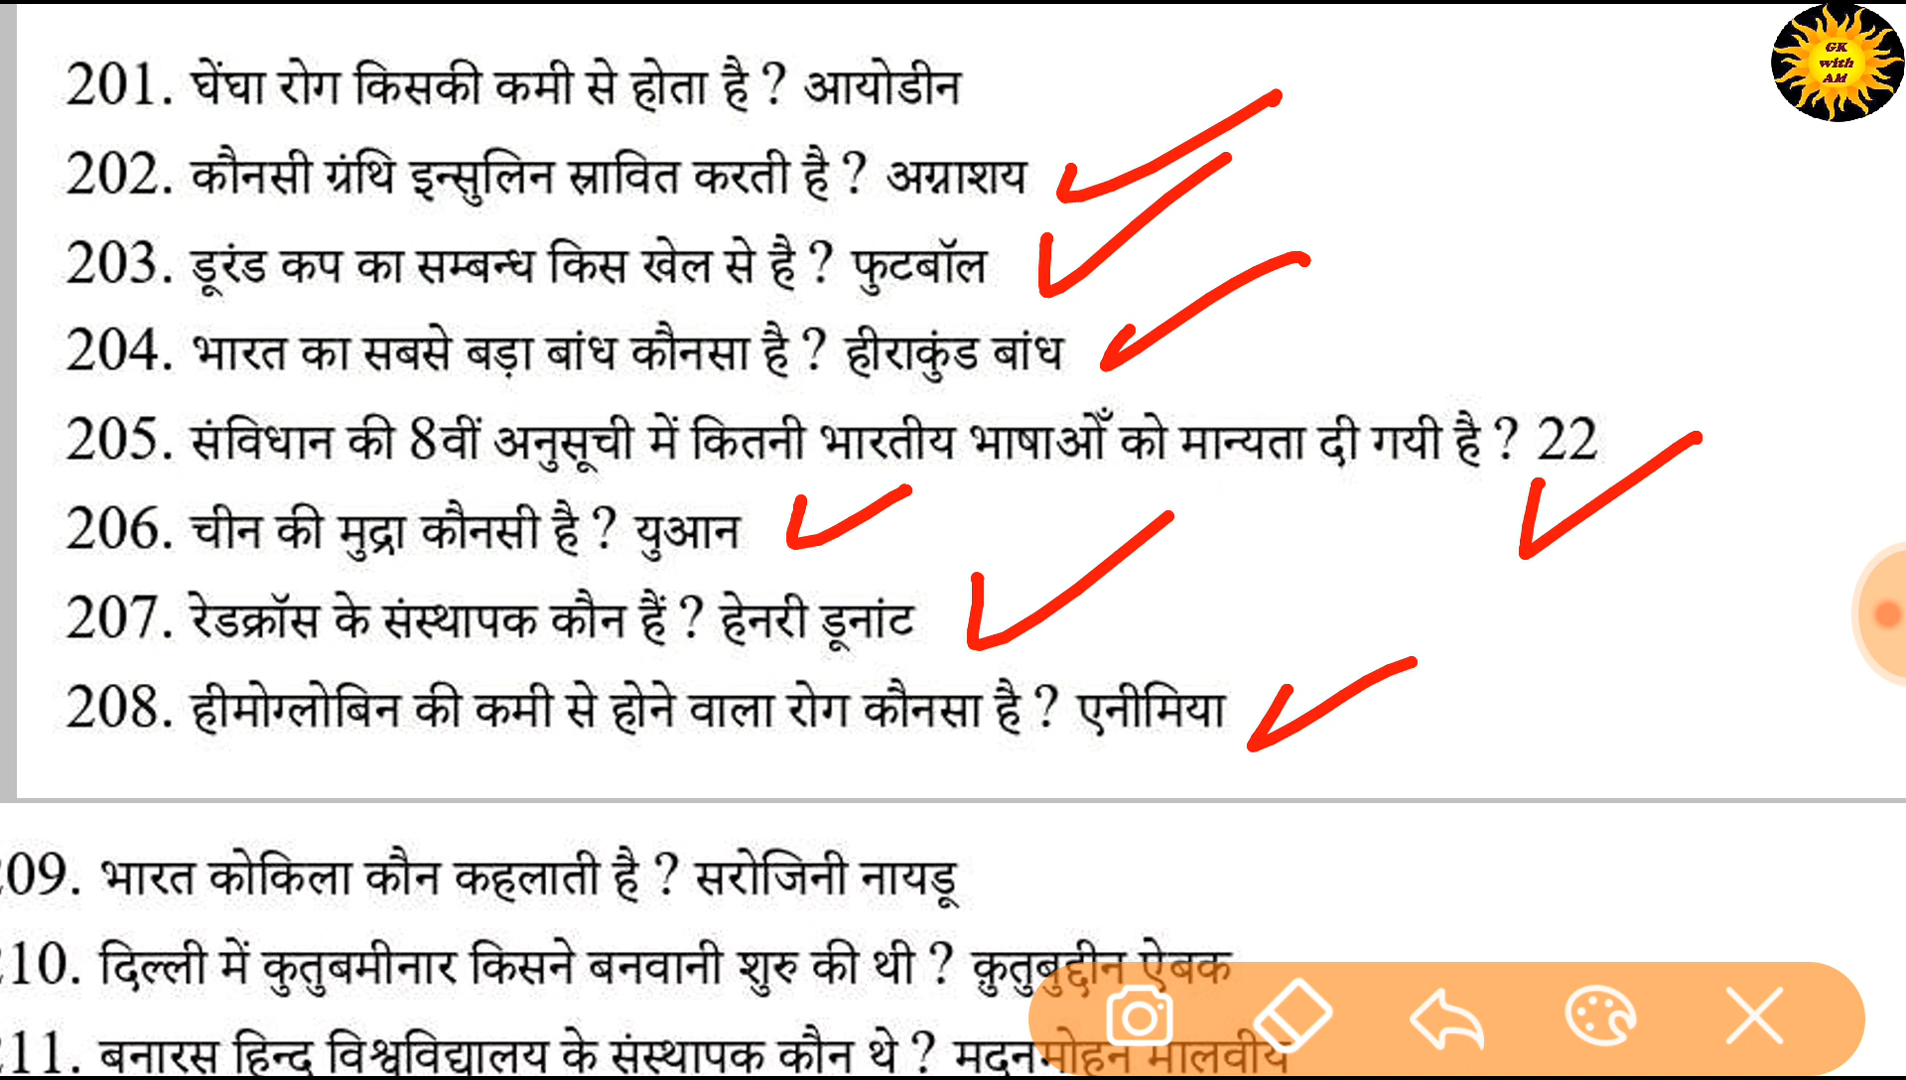 GK
with
AM
201. घेंघा रोग किसकी कमी से होता है ? आयोडीन
202. कौनसी ग्रंथि इन्सुलिन स्रावित करती है ? अग्नाशय
203. डूरंड कप का सम्बन्ध किस खेल से है ? फुटबॉल
204. भारत का सबसे बड़ा बांध कौनसा है ? हीराकुंड बांध
205. संविधान की 8वीं अनुसूची में कितनी भारतीय भाषाओँ को मान्यता दी गयी है ? 22
206. चीन की मुद्रा कौनसी है ? युआन
207. रेडक्रॉस के संस्थापक कौन हैं ? हेनरी डूनांट
208. हीमोग्लोबिन की कमी से होने वाला रोग कौनसा है ? एनीमिया
09. भारत कोकिला कौन कहलाती है ? सरोजिनी नायडू
10. दिल्ली में कुतुबमीनार किसने बनवानी शुरु की थी ? क़ुतुबुद्दीन ऐबक
11. बनारस हिन्द विश्वविद्यालय के संस्थापक कौन थे ? मदनमोहन मालवीय